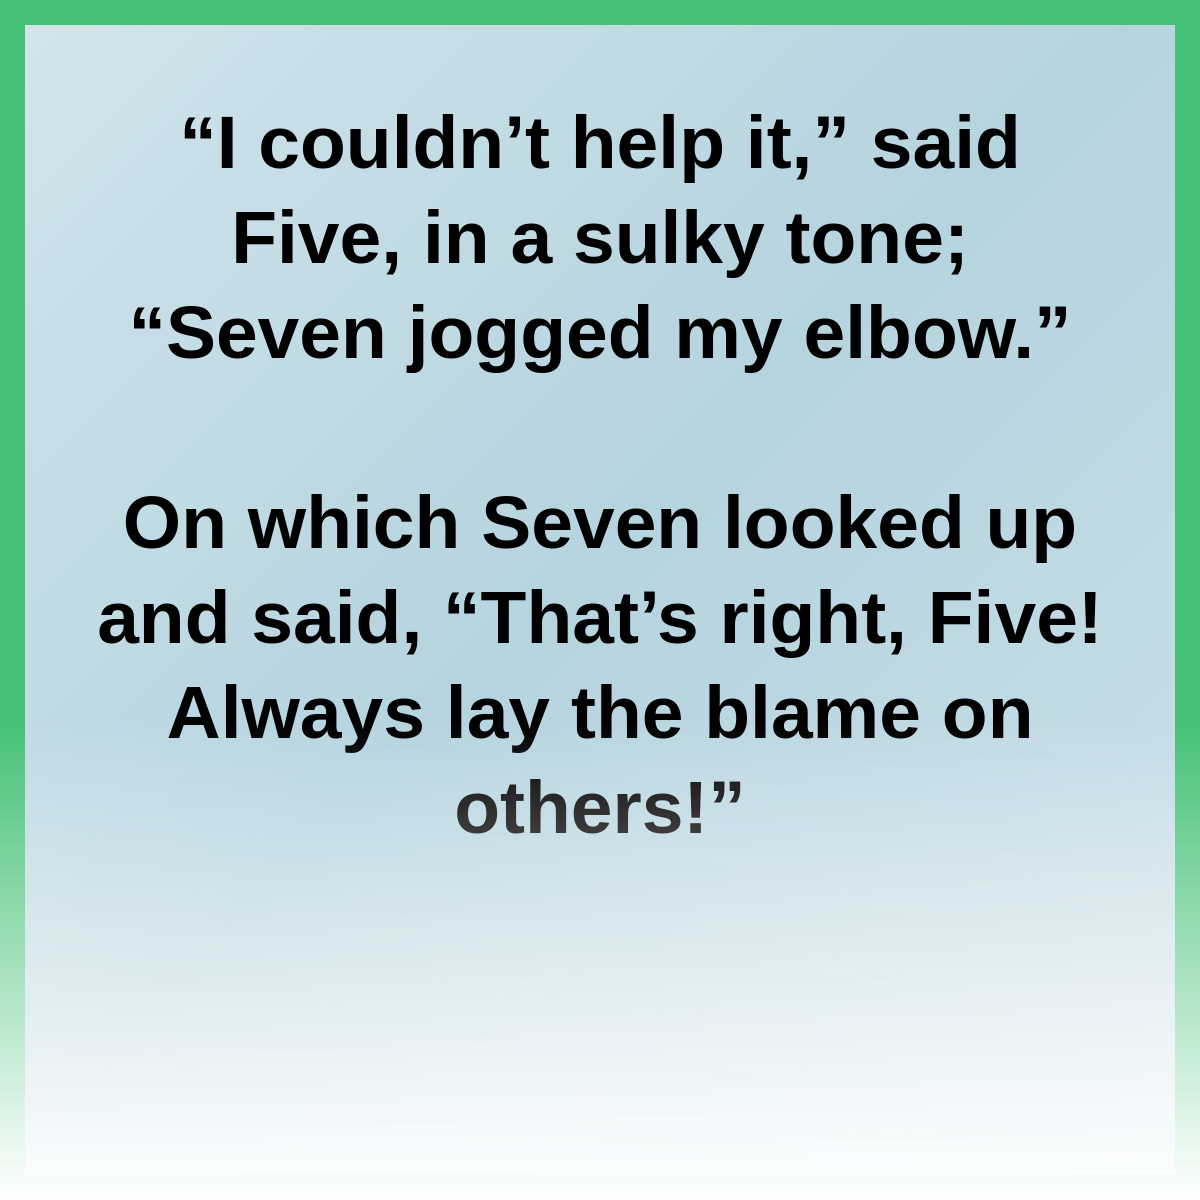 “I couldn’t help it,” said
Five, in a sulky tone;
“Seven jogged my elbow.”
On which Seven looked up
and said, “That’s right, Five!
Always lay the blame on
others!”